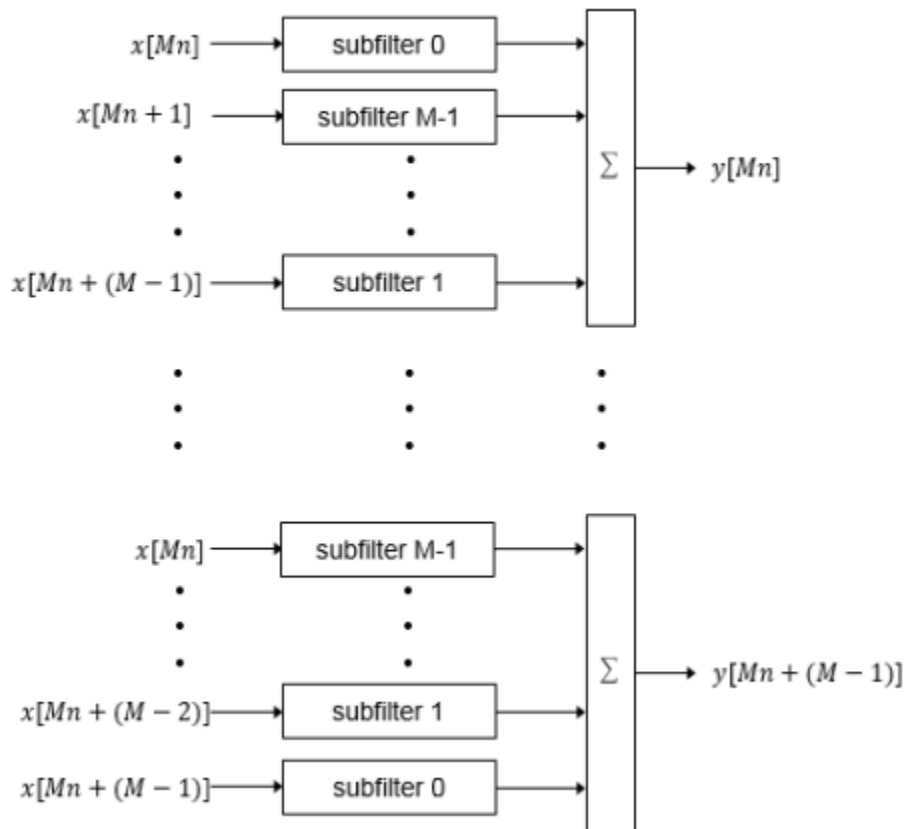 x[Mn] subfilter 0
x[Mn + 1] subfilter M-1
Σ y[Mn]
x[Mn + (M − 1)] subfilter 1
x[Mn] subfilter M-1
Σ y[Mn + (M − 1)]
x[Mn + (M − 2)] subfilter 1
x[Mn + (M − 1)] subfilter 0